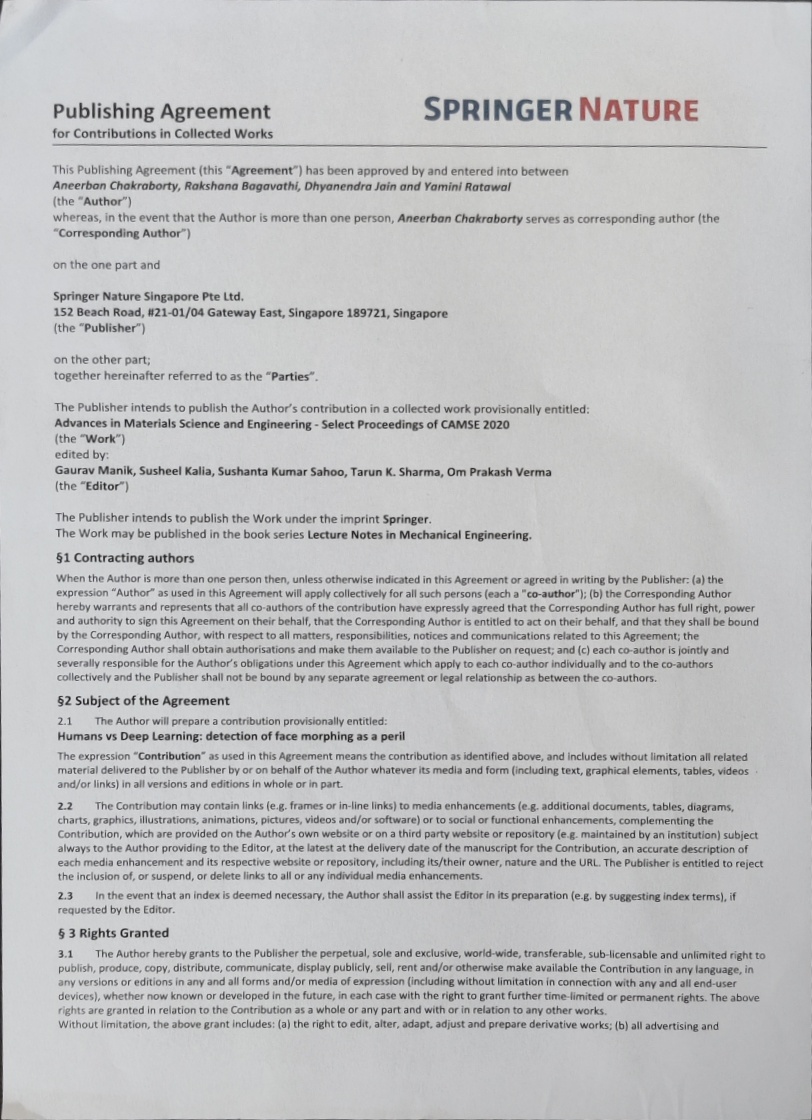 Publishing Agreement
for Contributions in Collected Works
SPRINGER NATURE
This Publishing Agreement (this “Agreement”) has been approved by and entered into between
Aneerban Chakraborty, Rakshana Bagavathi, Dhyanendra Jain and Yamini Ratawal
(the “Author”)
whereas, in the event that the Author is more than one person, Aneerban Chakraborty serves as corresponding author (the
“Corresponding Author”)
on the one part and
Springer Nature Singapore Pte Ltd.
152 Beach Road, #21-01/04 Gateway East, Singapore 189721, Singapore
(the “Publisher”)
on the other part;
together hereinafter referred to as the “Parties”.
The Publisher intends to publish the Author’s contribution in a collected work provisionally entitled:
Advances in Materials Science and Engineering - Select Proceedings of CAMSE 2020
(the “Work”)
edited by:
Gaurav Manik, Susheel Kalia, Sushanta Kumar Sahoo, Tarun K. Sharma, Om Prakash Verma
(the “Editor”)
The Publisher intends to publish the Work under the imprint Springer.
The Work may be published in the book series Lecture Notes in Mechanical Engineering.
§1 Contracting authors
When the Author is more than one person then, unless otherwise indicated in this Agreement or agreed in writing by the Publisher: (a) the
expression “Author” as used in this Agreement will apply collectively for all such persons (each a “co-author”); (b) the Corresponding Author
hereby warrants and represents that all co-authors of the contribution have expressly agreed that the Corresponding Author has full right, power
and authority to sign this Agreement on their behalf, that the Corresponding Author is entitled to act on their behalf, and that they shall be bound
by the Corresponding Author, with respect to all matters, responsibilities, notices and communications related to this Agreement; the
Corresponding Author shall obtain authorisations and make them available to the Publisher on request; and (c) each co-author is jointly and
severally responsible for the Author’s obligations under this Agreement which apply to each co-author individually and to the co-authors
collectively and the Publisher shall not be bound by any separate agreement or legal relationship as between the co-authors.
§2 Subject of the Agreement
2.1 The Author will prepare a contribution provisionally entitled:
Humans vs Deep Learning: detection of face morphing as a peril
The expression “Contribution” as used in this Agreement means the contribution as identified above, and includes without limitation all related
material delivered to the Publisher by or on behalf of the Author whatever its media and form (including text, graphical elements, tables, videos
and/or links) in all versions and editions in whole or in part.
2.2 The Contribution may contain links (e.g. frames or in-line links) to media enhancements (e.g. additional documents, tables, diagrams,
charts, graphics, illustrations, animations, pictures, videos and/or software) or to social or functional enhancements, complementing the
Contribution, which are provided on the Author’s own website or on a third party website or repository (e.g. maintained by an institution) subject
always to the Author providing to the Editor, at the latest at the delivery date of the manuscript for the Contribution, an accurate description of
each media enhancement and its respective website or repository, including its/their owner, nature and the URL. The Publisher is entitled to reject
the inclusion of, or suspend, or delete links to all or any individual media enhancements.
2.3 In the event that an index is deemed necessary, the Author shall assist the Editor in its preparation (e.g. by suggesting index terms), if
requested by the Editor.
§ 3 Rights Granted
3.1 The Author hereby grants to the Publisher the perpetual, sole and exclusive, world-wide, transferable, sub-licensable and unlimited right to
publish, produce, copy, distribute, communicate, display publicly, sell, rent and/or otherwise make available the Contribution in any language, in
any versions or editions in any and all forms and/or media of expression (including without limitation in connection with any and all end-user
devices), whether now known or developed in the future, in each case with the right to grant further time-limited or permanent rights. The above
rights are granted in relation to the Contribution as a whole or any part and with or in relation to any other works.
Without limitation, the above grant includes: (a) the right to edit, alter, adapt, adjust and prepare derivative works; (b) all advertising and